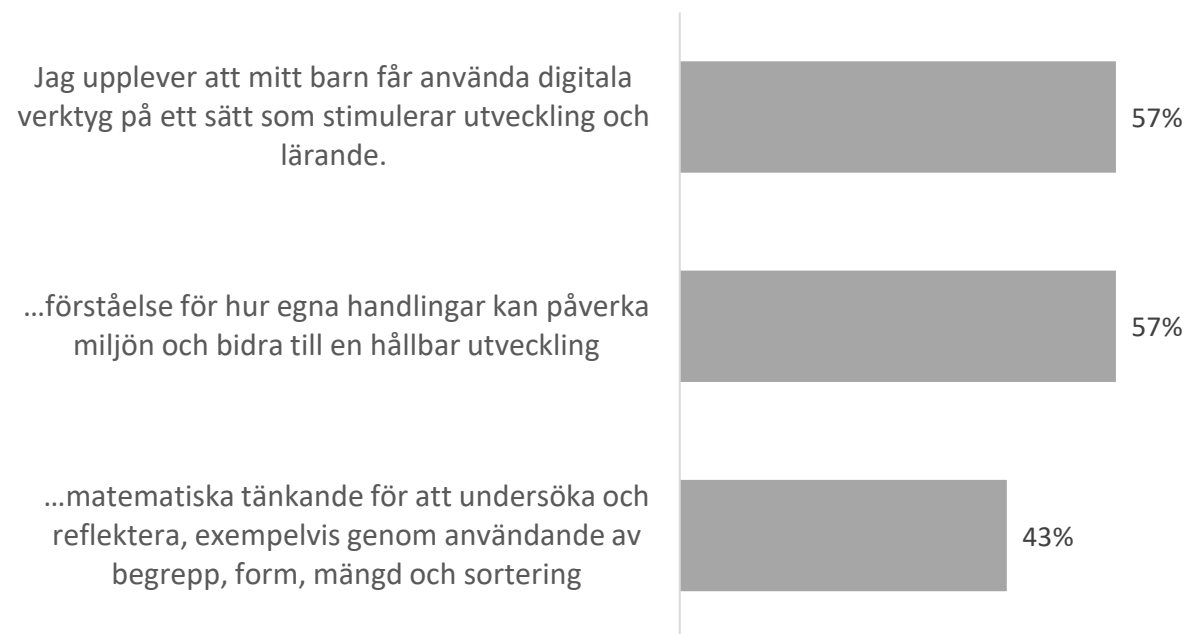 Jag upplever att mitt barn får använda digitala
verktyg på ett sätt som stimulerar utveckling och
lärande.
57%
…förståelse för hur egna handlingar kan påverka
miljön och bidra till en hållbar utveckling
57%
…matematiska tänkande för att undersöka och
reflektera, exempelvis genom användande av
begrepp, form, mängd och sortering
43%